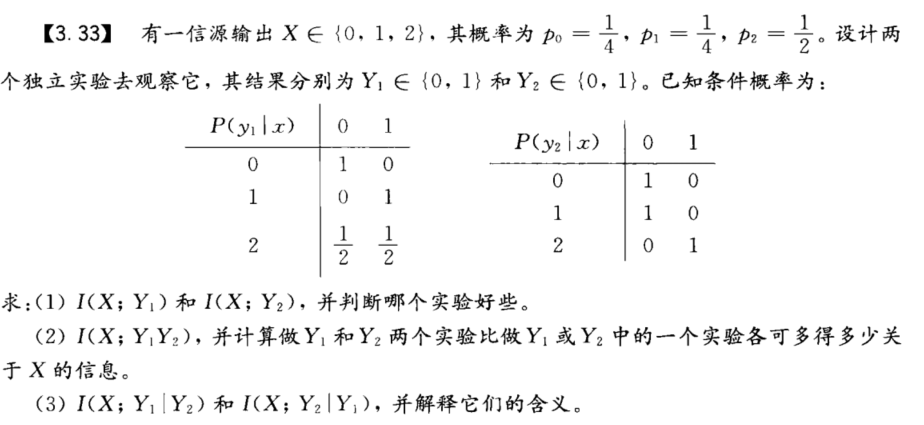 【3.33】 有一信源输出 X ∈ {0, 1, 2}, 其概率为 p₀ = 1/4, p₁ = 1/4, p₂ = 1/2。设计两
个独立实验去观察它, 其结果分别为 Y₁ ∈ {0, 1} 和 Y₂ ∈ {0, 1}。已知条件概率为:
P(y₁|x) 0 1
0 1 0
1 0 1
2 1/2 1/2
P(y₂|x) 0 1
0 1 0
1 1 0
2 0 1
求:(1) I(X; Y₁) 和 I(X; Y₂), 并判断哪个实验好些。
(2) I(X; Y₁Y₂), 并计算做 Y₁ 和 Y₂ 两个实验比做 Y₁ 或 Y₂ 中的一个实验各可多得多少关
于 X 的信息。
(3) I(X; Y₁|Y₂) 和 I(X; Y₂|Y₁), 并解释它们的含义。